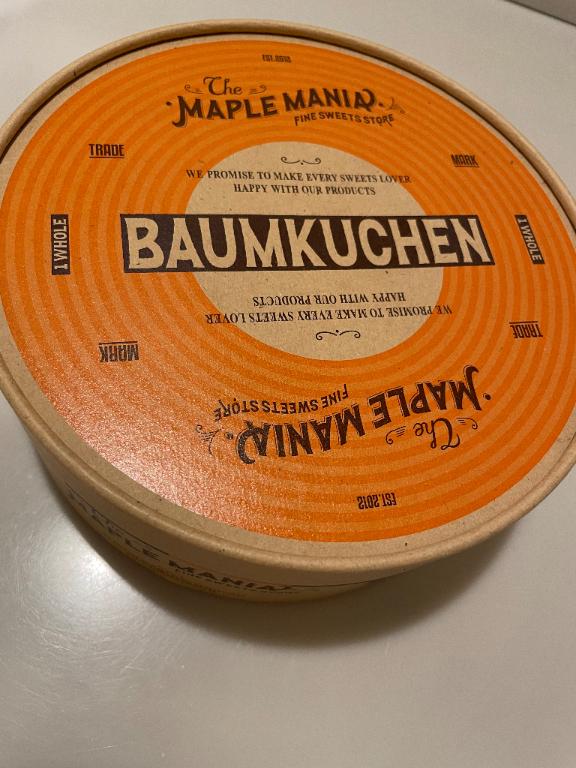 EST.2012
The
MAPLE MANIA
FINE SWEETS STORE
TRADE
MARK
WE PROMISE TO MAKE EVERY SWEETS LOVER
HAPPY WITH OUR PRODUCTS
1 WHOLE
BAUMKUCHEN
1 WHOLE
WE PROMISE TO MAKE EVERY SWEETS LOVER
HAPPY WITH OUR PRODUCTS
TRADE
MARK
The
MAPLE MANIA
FINE SWEETS STORE
EST.2012
MAPLE MANIA